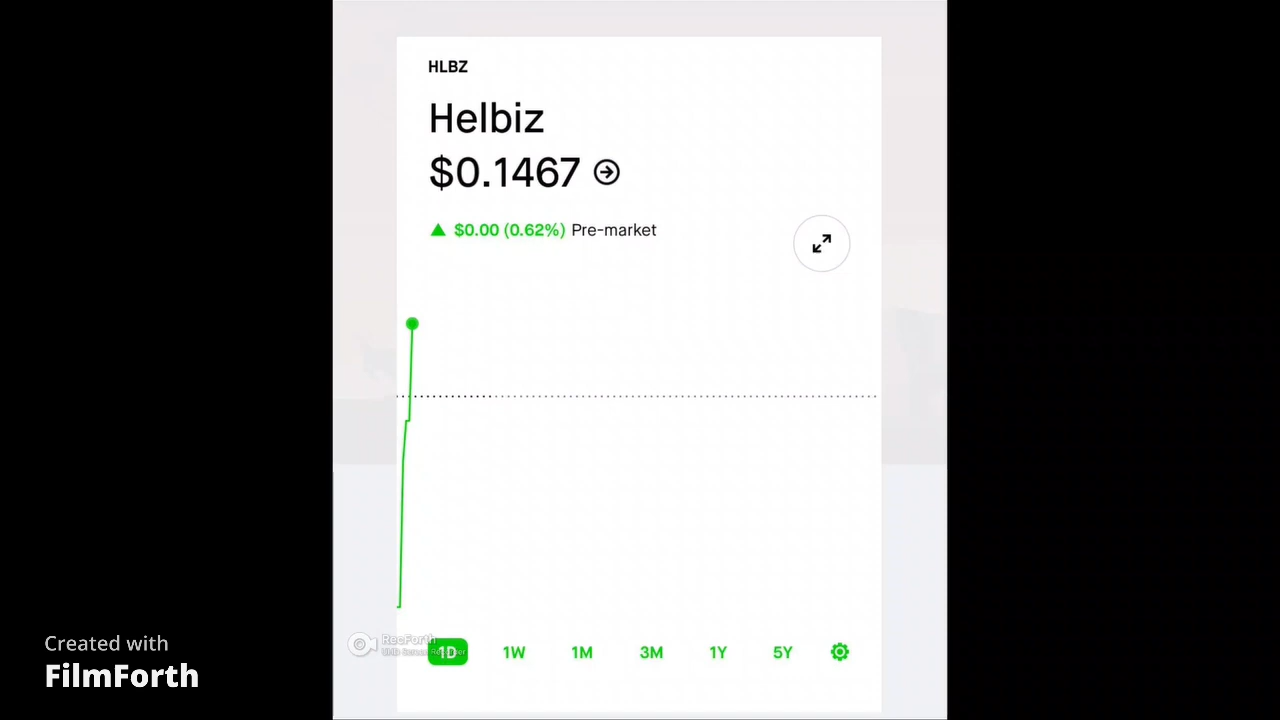 HLBZ
Helbiz
$0.1467
$0.00 (0.62%) Pre-market
RecForth
1D 1W 1M 3M 1Y 5Y
Created with
FilmForth